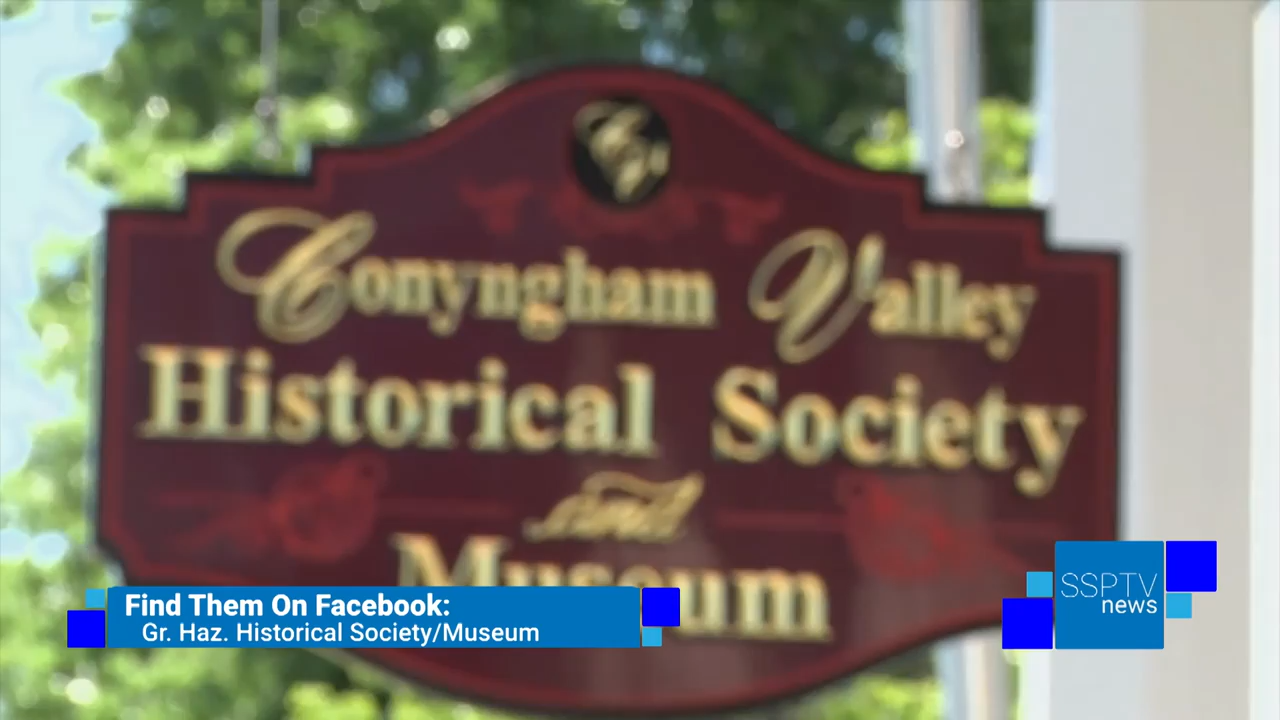 Conyngham Valley
Historical Society
and
Museum
Find Them On Facebook:
Gr. Haz. Historical Society/Museum
SSPTV
news